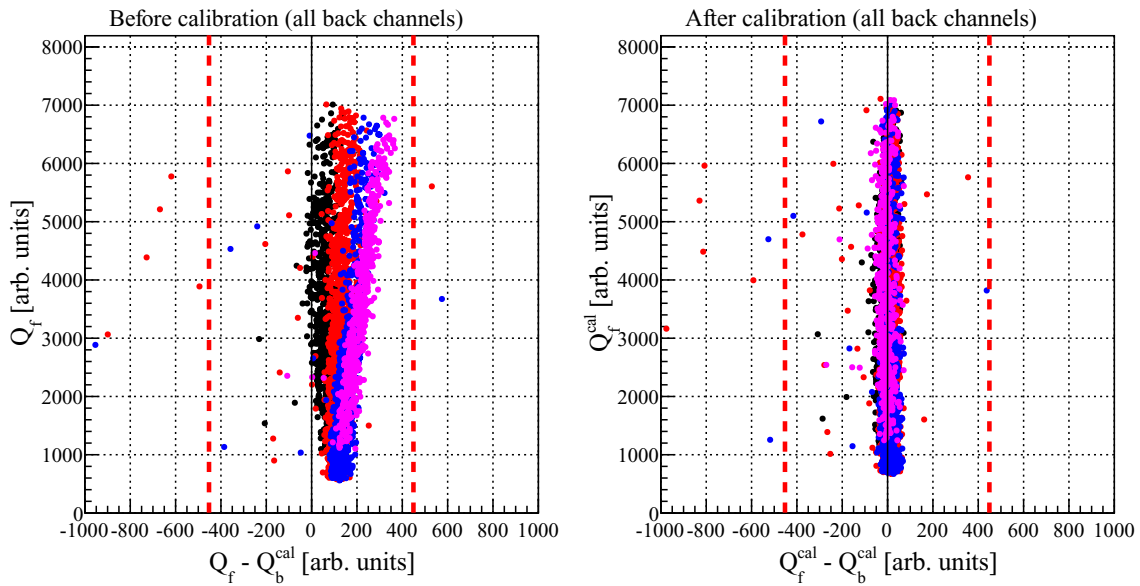 Before calibration (all back channels)
8000
7000
6000
5000
4000
3000
2000
1000
0
Q_f [arb. units]
-1000 -800 -600 -400 -200 0 200 400 600 800 1000
Q_f - Q_b^cal [arb. units]
After calibration (all back channels)
8000
7000
6000
5000
4000
3000
2000
1000
0
Q_f^cal [arb. units]
-1000 -800 -600 -400 -200 0 200 400 600 800 1000
Q_f^cal - Q_b^cal [arb. units]